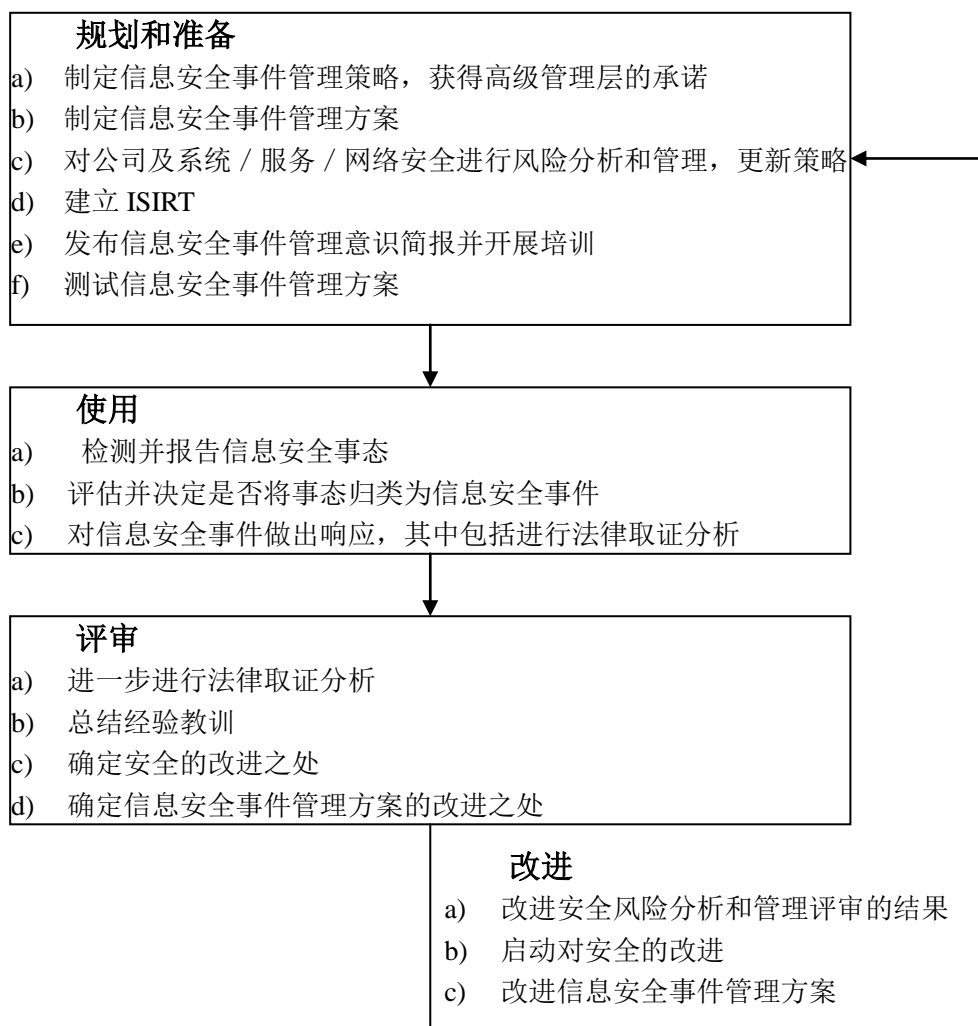 规划和准备
a) 制定信息安全事件管理策略，获得高级管理层的承诺
b) 制定信息安全事件管理方案
c) 对公司及系统／服务／网络安全进行风险分析和管理，更新策略
d) 建立 ISIRT
e) 发布信息安全事件管理意识简报并开展培训
f) 测试信息安全事件管理方案
使用
a) 检测并报告信息安全事态
b) 评估并决定是否将事态归类为信息安全事件
c) 对信息安全事件做出响应，其中包括进行法律取证分析
评审
a) 进一步进行法律取证分析
b) 总结经验教训
c) 确定安全的改进之处
d) 确定信息安全事件管理方案的改进之处
改进
a) 改进安全风险分析和管理评审的结果
b) 启动对安全的改进
c) 改进信息安全事件管理方案